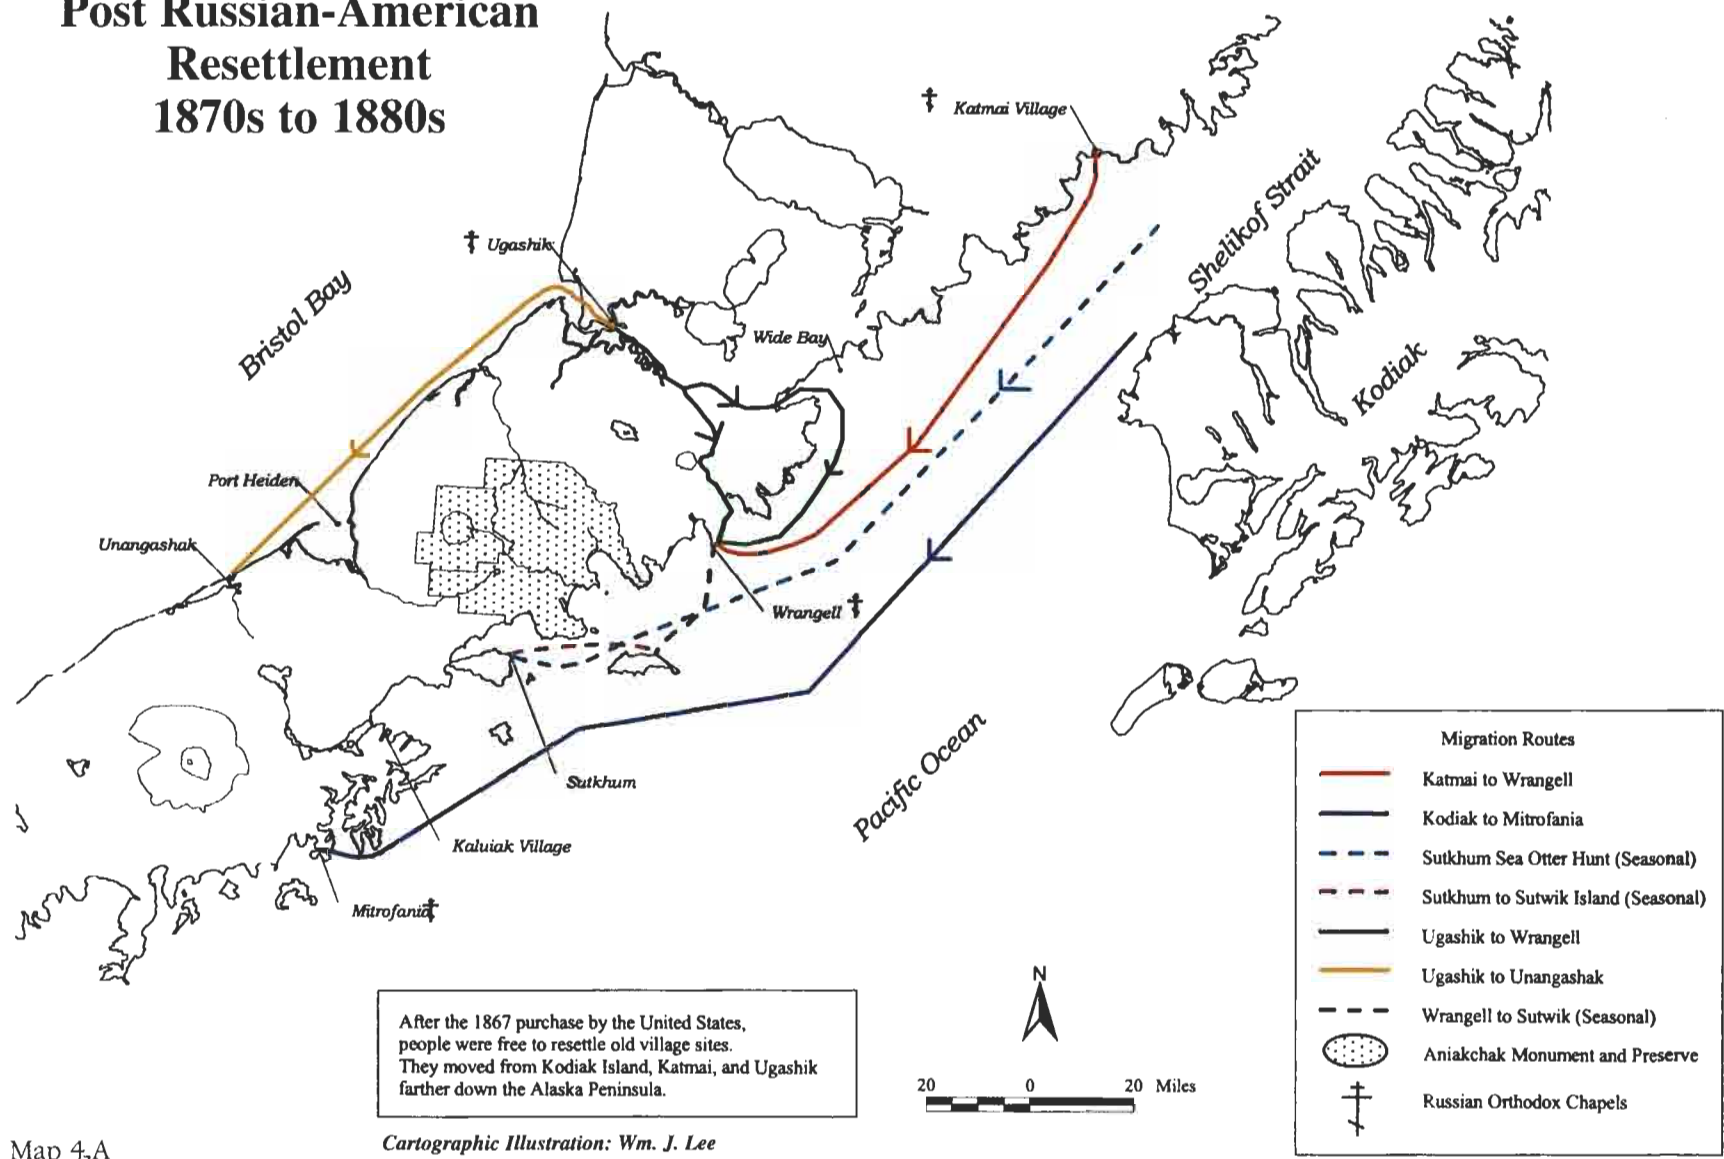 Post Russian-American
Resettlement
1870s to 1880s
Katmai Village
Shelikof Strait
Ugashik
Bristol Bay
Wide Bay
Kodiak
Port Heiden
Unangashak
Wrangell
Pacific Ocean
Sutkhum
Kaluiak Village
Mitrofania
Migration Routes
Katmai to Wrangell
Kodiak to Mitrofania
Sutkhum Sea Otter Hunt (Seasonal)
Sutkhum to Sutwik Island (Seasonal)
Ugashik to Wrangell
Ugashik to Unangashak
Wrangell to Sutwik (Seasonal)
Aniakchak Monument and Preserve
Russian Orthodox Chapels
N
20 0 20 Miles
After the 1867 purchase by the United States,
people were free to resettle old village sites.
They moved from Kodiak Island, Katmai, and Ugashik
farther down the Alaska Peninsula.
Cartographic Illustration: Wm. J. Lee
Map 4-A